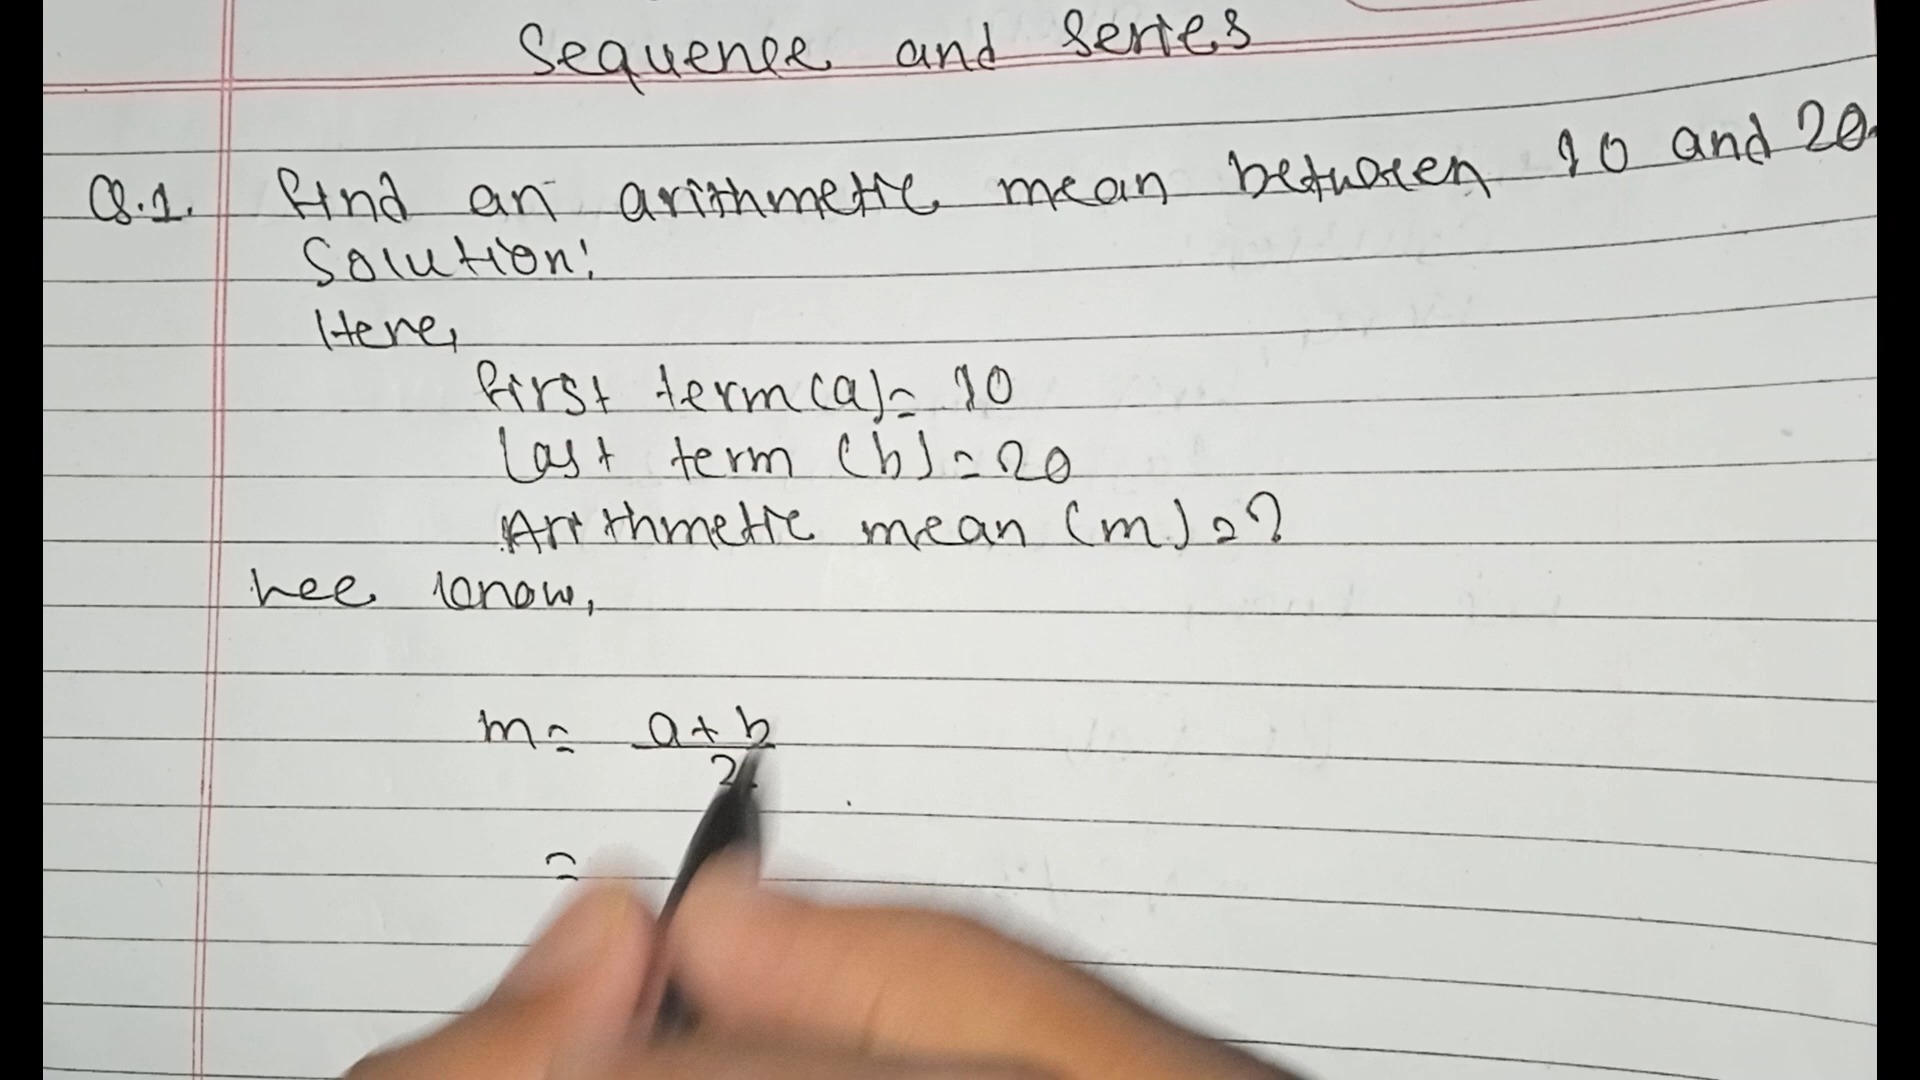 Sequence and series
Q.1. Find an arithmetic mean between 10 and 20.
Solution:
Here,
First term (a) = 10
Last term (b) = 20
Arithmetic mean (m) = ?
We know,
m = a + b
2
=